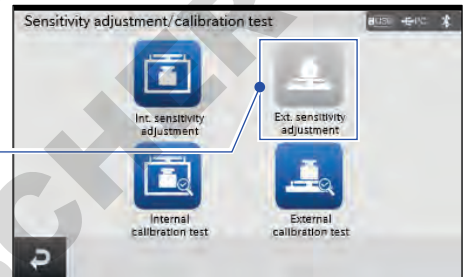 Sensitivity adjustment/calibration test
USB
PC
Int. sensitivity
adjustment
Ext. sensitivity
adjustment
Internal
calibration test
External
calibration test